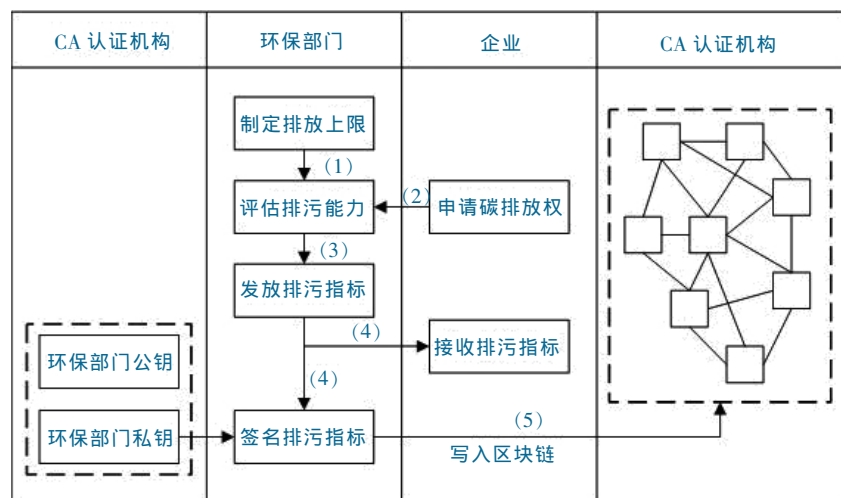 CA 认证机构
环保部门
企业
CA 认证机构
制定排放上限
(1)
评估排污能力
(2)
申请碳排放权
(3)
发放排污指标
(4)
接收排污指标
环保部门公钥
(4)
环保部门私钥
签名排污指标
(5)
写入区块链